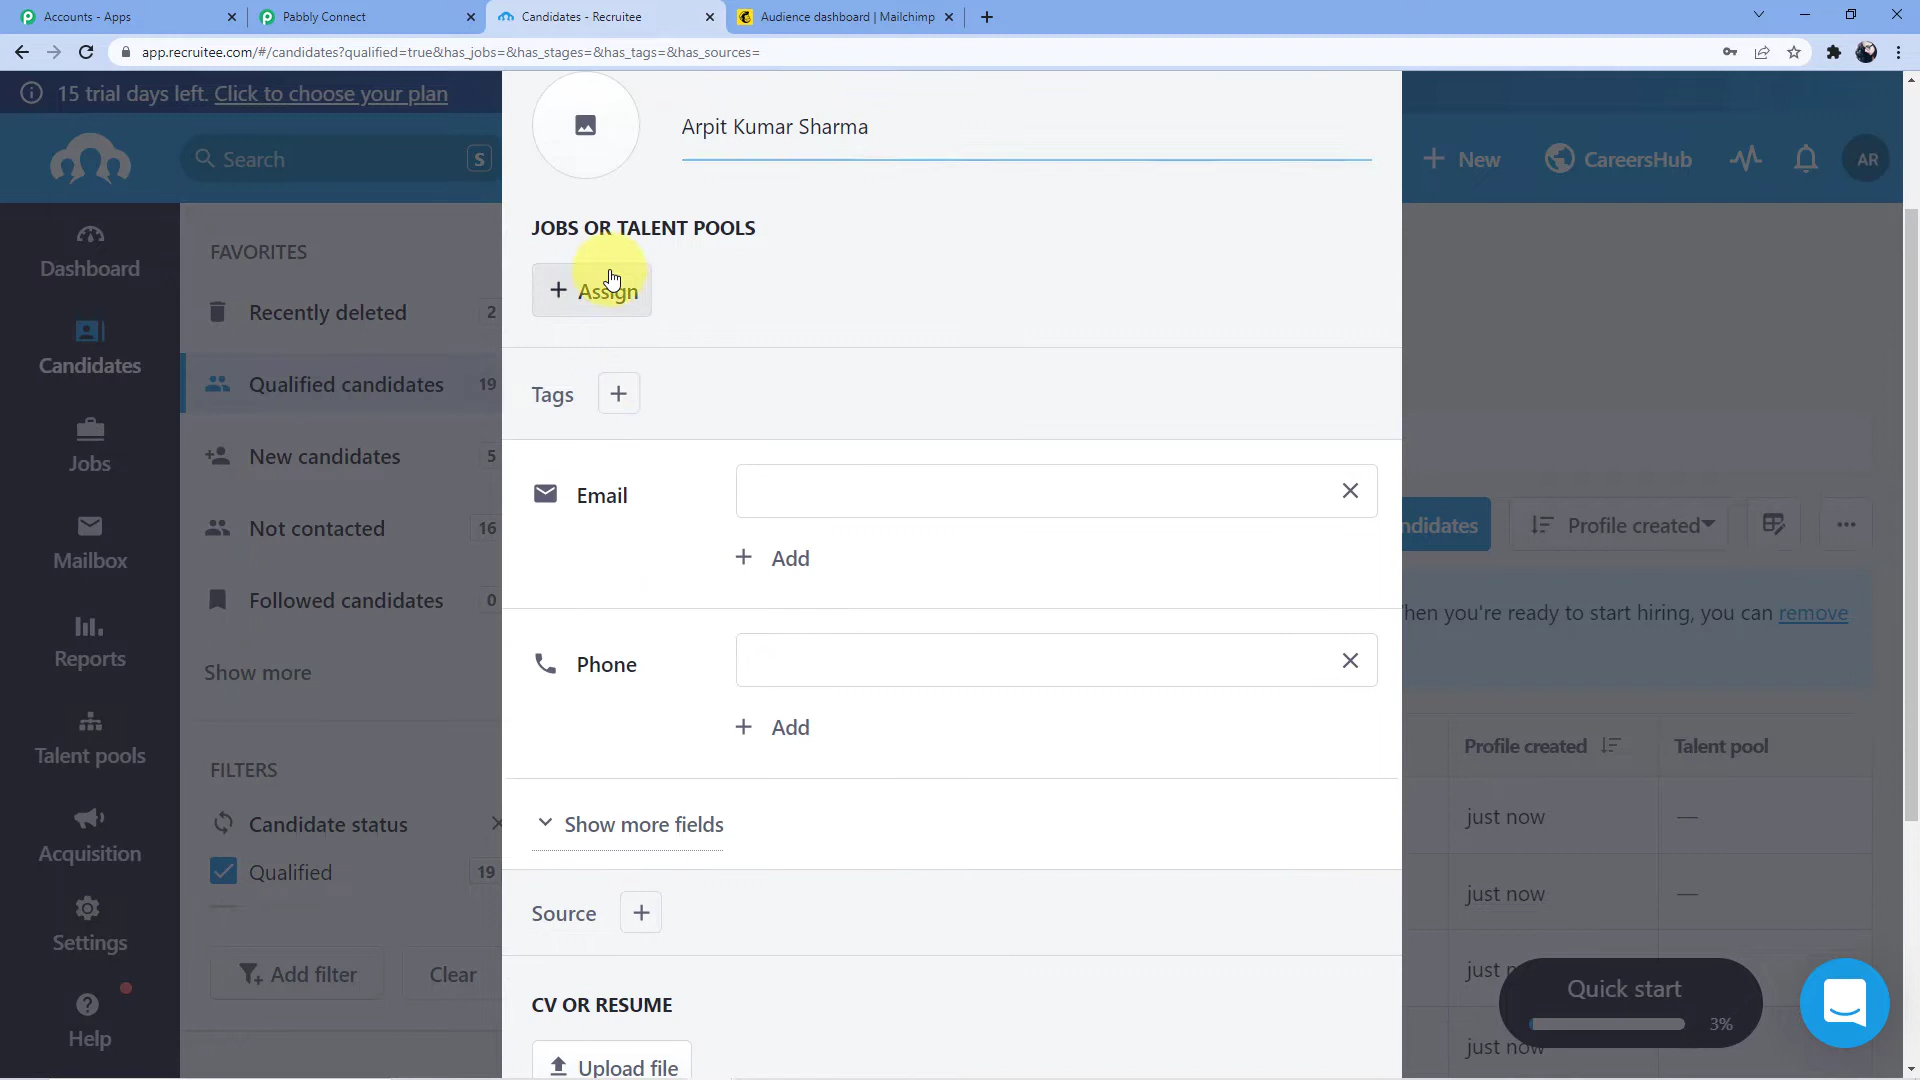 Accounts - Apps
Pabbly Connect
Candidates - Recruitee
Audience dashboard | Mailchimp
app.recruitee.com/#/candidates?qualified=true&has_jobs=&has_stages=&has_tags=&has_sources=
15 trial days left. Click to choose your plan
Search
S
New
CareersHub
AR
Arpit Kumar Sharma
JOBS OR TALENT POOLS
Assign
Dashboard
Candidates
Jobs
Mailbox
Reports
Talent pools
Acquisition
Settings
Help
FAVORITES
Recently deleted 2
Qualified candidates 19
New candidates 5
Not contacted 16
Followed candidates 0
Show more
FILTERS
Candidate status
Qualified 19
Add filter
Clear
Tags
Email
Add
Phone
Add
Show more fields
Source
CV OR RESUME
Upload file
ndidates
Profile created
hen you're ready to start hiring, you can remove
Profile created
Talent pool
just now —
just now —
just n
just now
Quick start
3%